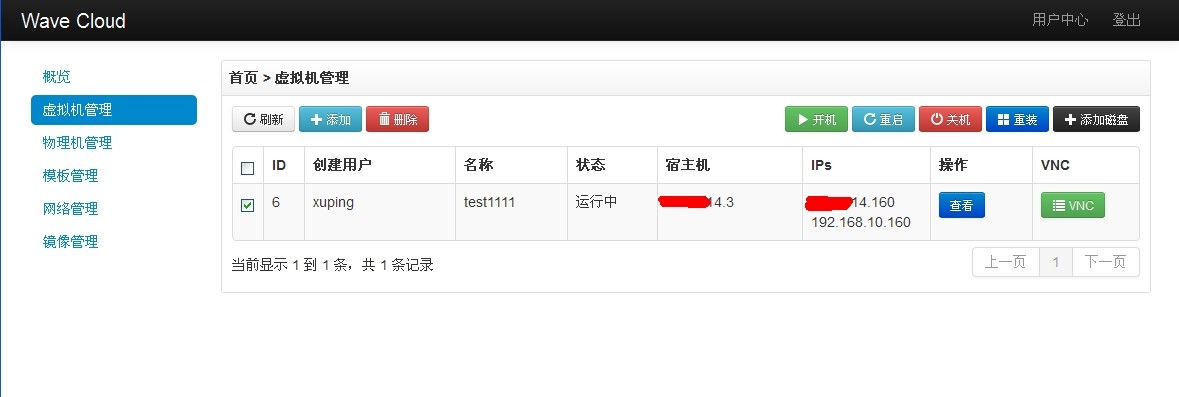 Wave Cloud 用户中心 登出
概览
虚拟机管理
物理机管理
模板管理
网络管理
镜像管理
首页 > 虚拟机管理
刷新 添加 删除 开机 重启 关机 重装 添加磁盘
ID 创建用户 名称 状态 宿主机 IPs 操作 VNC
6 xuping test1111 运行中 14.3 14.160 查看 VNC
192.168.10.160
当前显示 1 到 1 条，共 1 条记录
上一页 1 下一页